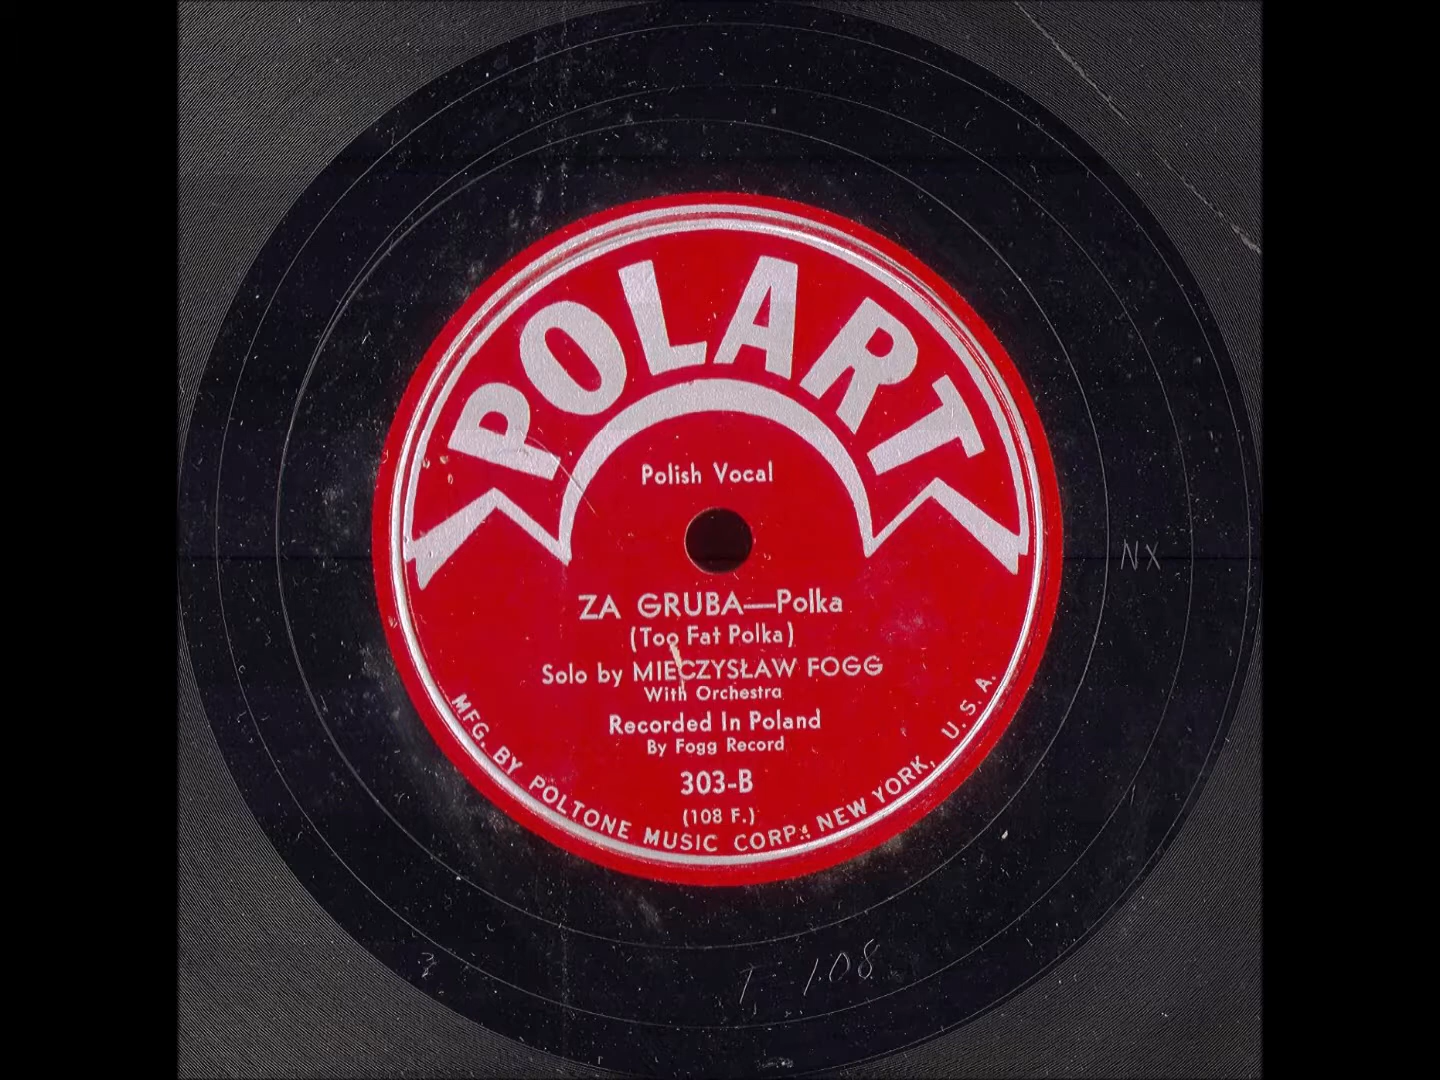 POLART
Polish Vocal
ZA GRUBA—Polka
(Too Fat Polka)
Solo by MIECZYSŁAW FOGG
With Orchestra
Recorded In Poland
By Fogg Record
303-B
(108 F.)
MFG. BY POLTONE MUSIC CORP., NEW YORK, U. S. A.
NX
F-108